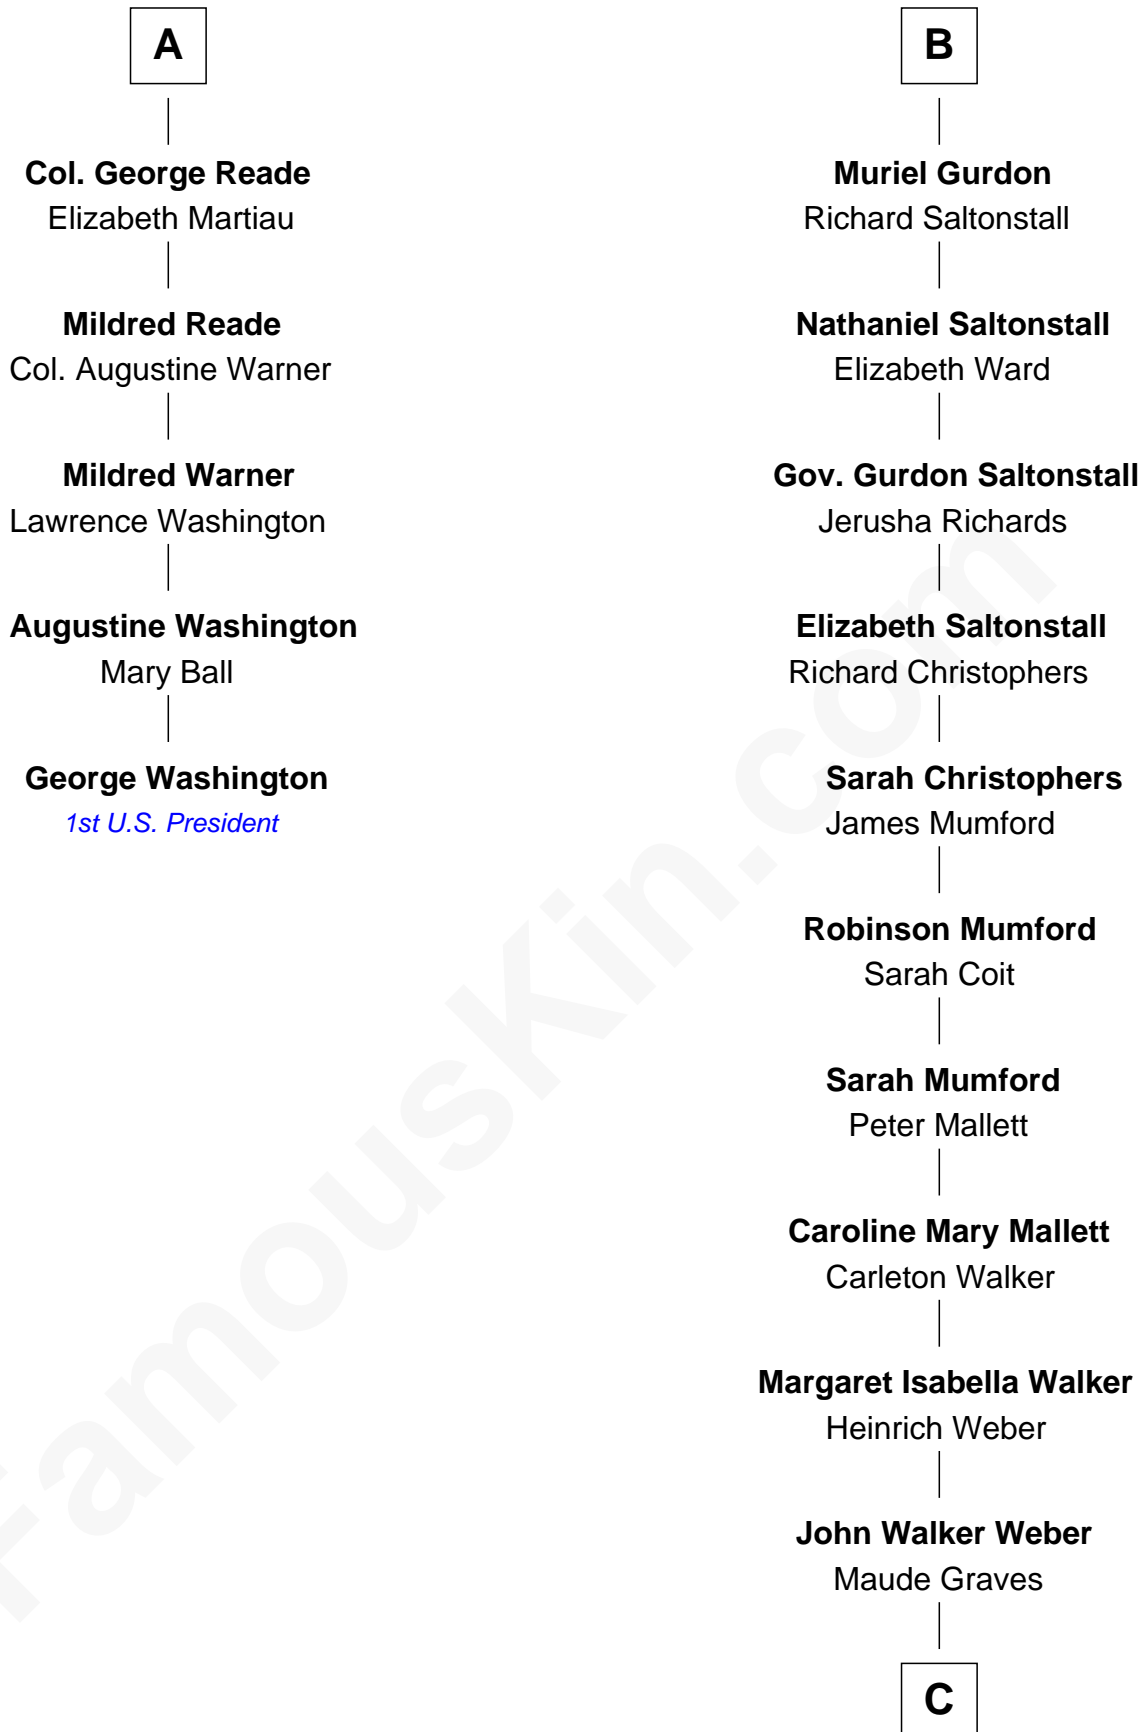 A
Col. George Reade
Elizabeth Martiau
Mildred Reade
Col. Augustine Warner
Mildred Warner
Lawrence Washington
Augustine Washington
Mary Ball
George Washington
1st U.S. President
B
Muriel Gurdon
Richard Saltonstall
Nathaniel Saltonstall
Elizabeth Ward
Gov. Gurdon Saltonstall
Jerusha Richards
Elizabeth Saltonstall
Richard Christophers
Sarah Christophers
James Mumford
Robinson Mumford
Sarah Coit
Sarah Mumford
Peter Mallett
Caroline Mary Mallett
Carleton Walker
Margaret Isabella Walker
Heinrich Weber
John Walker Weber
Maude Graves
C
FamousKin.com